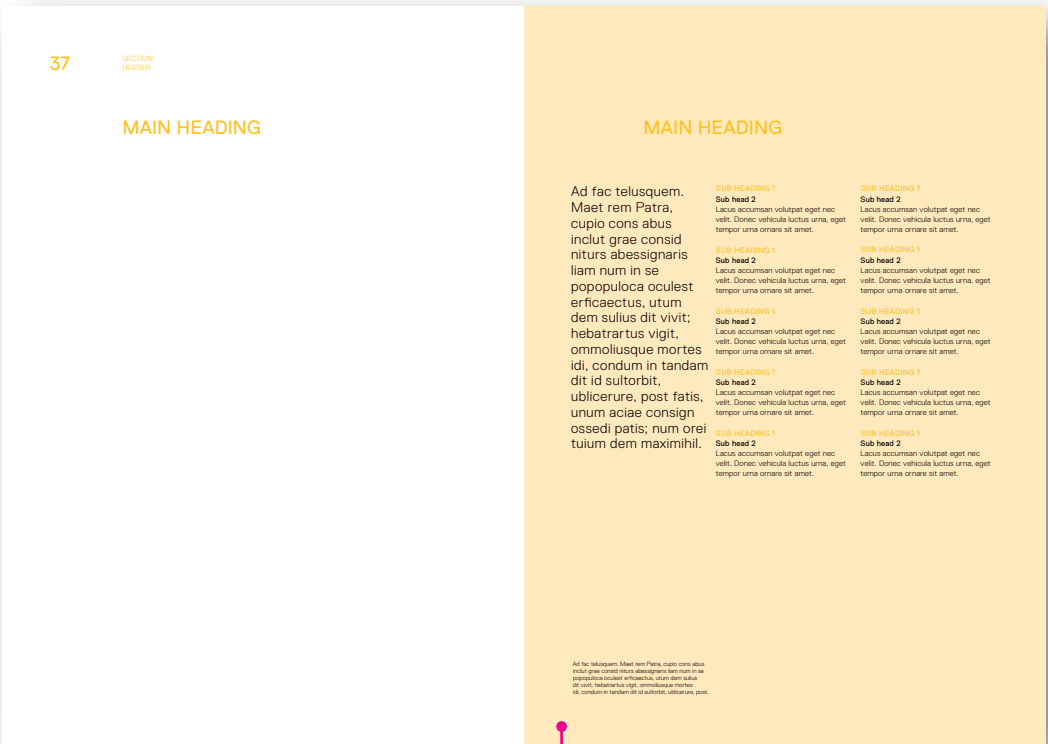 37
SECTION
HEADER
MAIN HEADING
MAIN HEADING
Ad fac telusquem.
Maet rem Patra,
cupio cons abus
inclut grae consid
niturs abessignaris
liam num in se
popopuloca oculest
erficaectus, utum
dem sulius dit vivit;
hebatrartus vigit,
ommoliusque mortes
idi, condum in tandam
dit id sultorbit,
ublicerure, post fatis,
unum aciae consign
ossedi patis; num orei
tuium dem maximihil.
SUB HEADING 1
Sub head 2
Lacus accumsan volutpat eget nec
velit. Donec vehicula luctus urna, eget
tempor urna ornare sit amet.
SUB HEADING 1
Sub head 2
Lacus accumsan volutpat eget nec
velit. Donec vehicula luctus urna, eget
tempor urna ornare sit amet.
SUB HEADING 1
Sub head 2
Lacus accumsan volutpat eget nec
velit. Donec vehicula luctus urna, eget
tempor urna ornare sit amet.
SUB HEADING 1
Sub head 2
Lacus accumsan volutpat eget nec
velit. Donec vehicula luctus urna, eget
tempor urna ornare sit amet.
SUB HEADING 1
Sub head 2
Lacus accumsan volutpat eget nec
velit. Donec vehicula luctus urna, eget
tempor urna ornare sit amet.
SUB HEADING 1
Sub head 2
Lacus accumsan volutpat eget nec
velit. Donec vehicula luctus urna, eget
tempor urna ornare sit amet.
SUB HEADING 1
Sub head 2
Lacus accumsan volutpat eget nec
velit. Donec vehicula luctus urna, eget
tempor urna ornare sit amet.
SUB HEADING 1
Sub head 2
Lacus accumsan volutpat eget nec
velit. Donec vehicula luctus urna, eget
tempor urna ornare sit amet.
SUB HEADING 1
Sub head 2
Lacus accumsan volutpat eget nec
velit. Donec vehicula luctus urna, eget
tempor urna ornare sit amet.
SUB HEADING 1
Sub head 2
Lacus accumsan volutpat eget nec
velit. Donec vehicula luctus urna, eget
tempor urna ornare sit amet.
Ad fac telusquem. Maet rem Patra, cupio cons abus
inclut grae consid niturs abessignaris liam num in se
popopuloca oculest erficaectus, utum dem sulius
dit vivit; hebatrartus vigit, ommoliusque mortes
idi, condum in tandam dit id sultorbit, ublicerure, post.